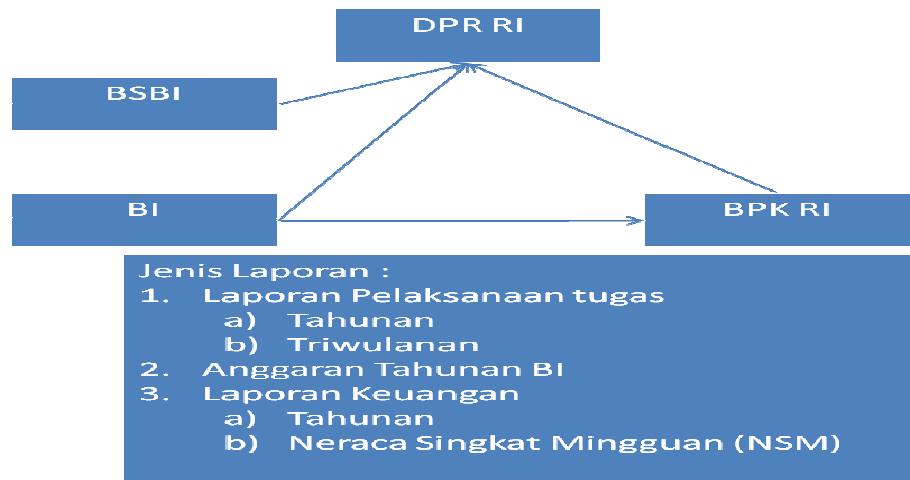 DPR RI
BSBI
BI
BPK RI
Jenis Laporan :
1. Laporan Pelaksanaan tugas
a) Tahunan
b) Triwulanan
2. Anggaran Tahunan BI
3. Laporan Keuangan
a) Tahunan
b) Neraca Singkat Mingguan (NSM)